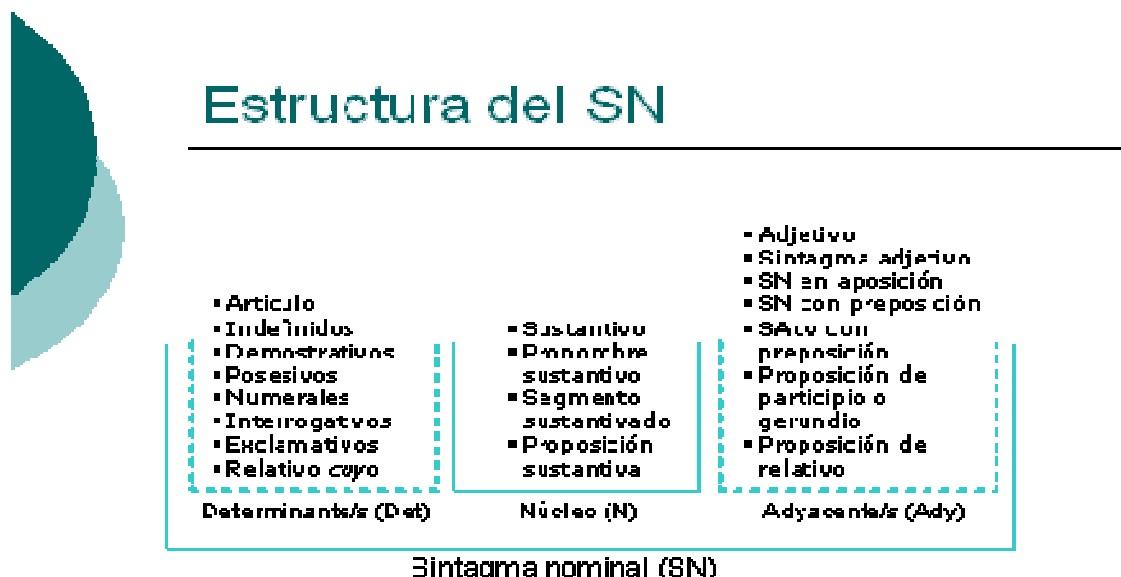 Estructura del SN
▪ Artículo
▪ Indefinidos
▪ Demostrativos
▪ Posesivos
▪ Numerales
▪ Interrogativos
▪ Exclamativos
▪ Relativo cuyo
Determinante/s (Det)
▪ Sustantivo
▪ Pronombre
sustantivo
▪ Segmento
sustantivado
▪ Proposición
sustantiva
Núcleo (N)
▪ Adjetivo
▪ Sintagma adjetivo
▪ SN en aposición
▪ SN con preposición
▪ SAdv con
preposición
▪ Proposición de
participio o
gerundio
▪ Proposición de
relativo
Adyacente/s (Ady)
Sintagma nominal (SN)